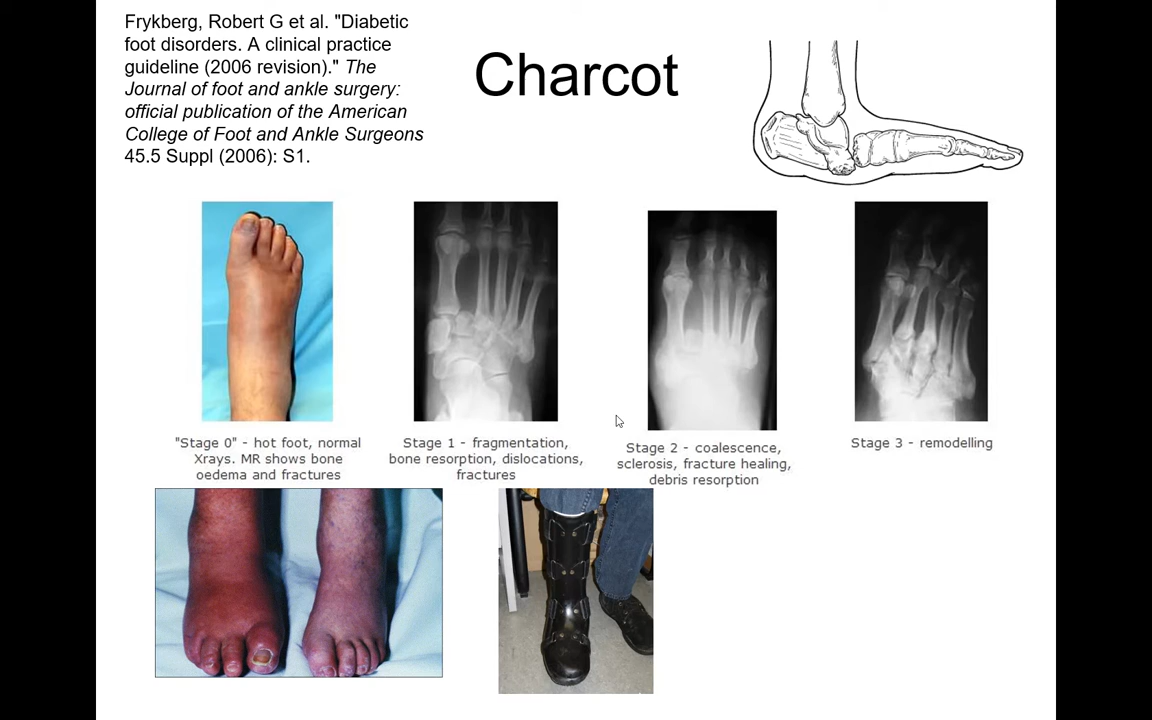 Frykberg, Robert G et al. "Diabetic
foot disorders. A clinical practice
guideline (2006 revision)." The
Journal of foot and ankle surgery:
official publication of the American
College of Foot and Ankle Surgeons
45.5 Suppl (2006): S1.
Charcot
"Stage 0" - hot foot, normal
Xrays. MR shows bone
oedema and fractures
Stage 1 - fragmentation,
bone resorption, dislocations,
fractures
Stage 2 - coalescence,
sclerosis, fracture healing,
debris resorption
Stage 3 - remodelling